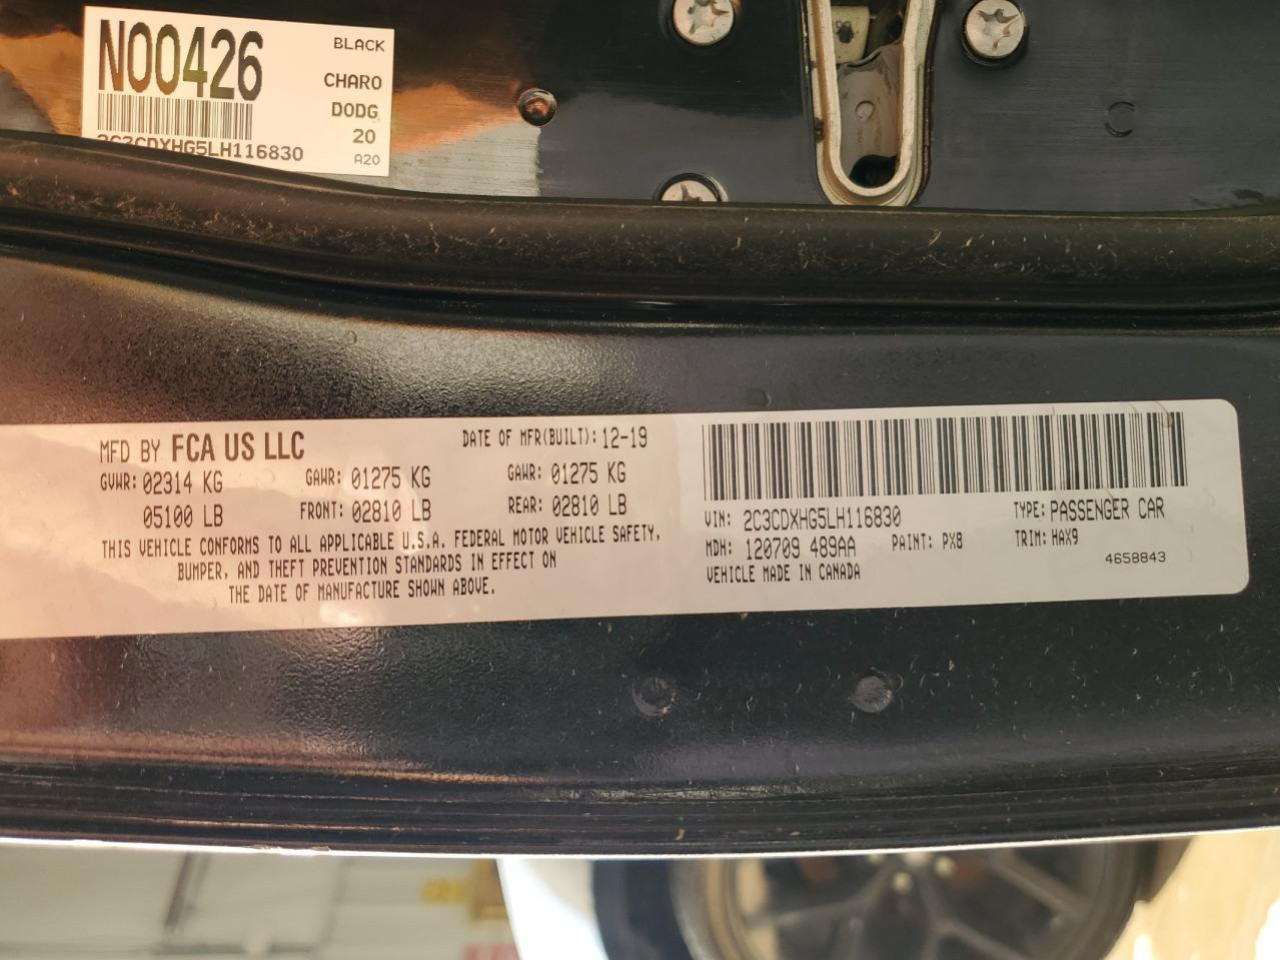 N00426
BLACK
CHARO
DODG
20
2C3CDXHG5LH116830
A20
MFD BY FCA US LLC
DATE OF MFR(BUILT): 12-19
GVWR: 02314 KG GAWR: 01275 KG GAWR: 01275 KG
05100 LB FRONT: 02810 LB REAR: 02810 LB
THIS VEHICLE CONFORMS TO ALL APPLICABLE U.S.A. FEDERAL MOTOR VEHICLE SAFETY,
BUMPER, AND THEFT PREVENTION STANDARDS IN EFFECT ON
THE DATE OF MANUFACTURE SHOWN ABOVE.
VIN: 2C3CDXHG5LH116830 TYPE: PASSENGER CAR
MDH: 120709 489AA PAINT: PX8 TRIM: HAX9
VEHICLE MADE IN CANADA
4658843